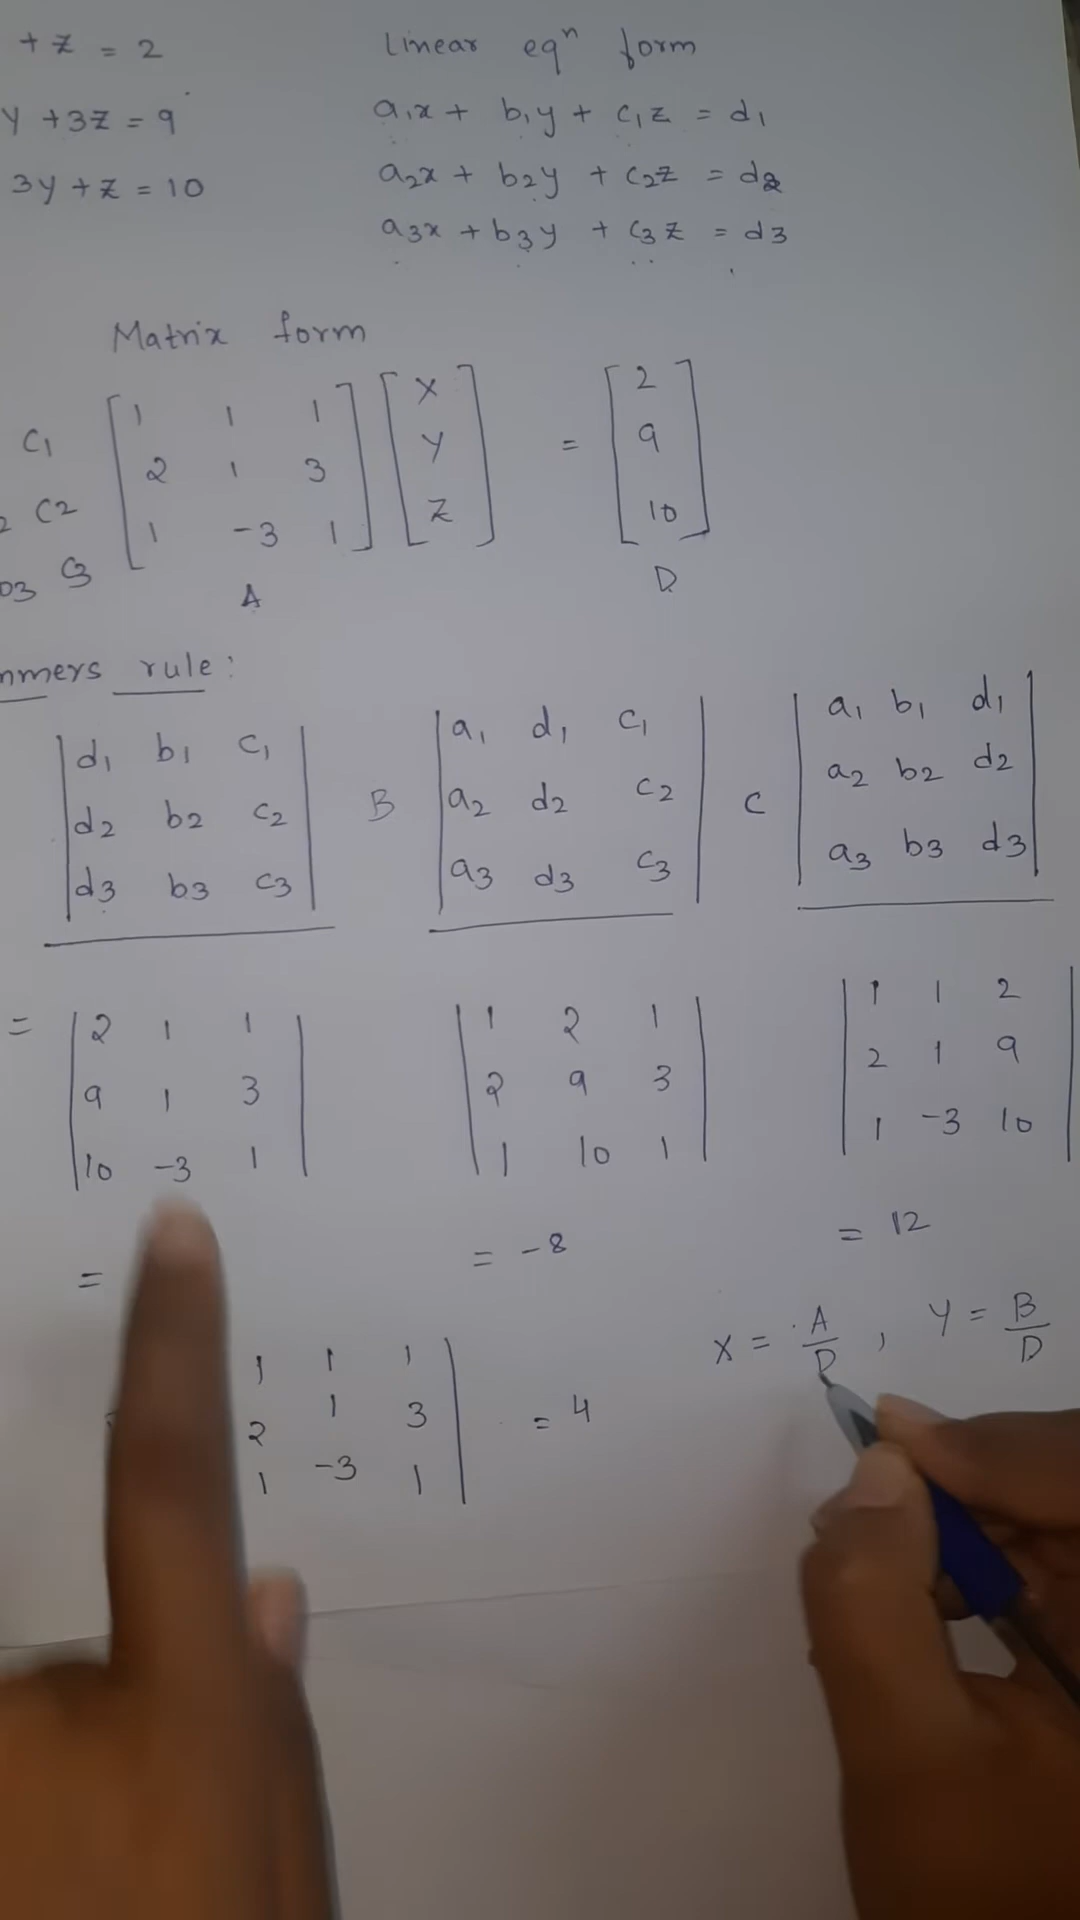 + z = 2
Linear eqn form
y + 3z = 9
a1x + b1y + c1z = d1
3y + z = 10
a2x + b2y + c2z = d2
a3x + b3y + c3z = d3
Matrix form
C1 [ 1 1 1 ] [ x ] = [ 2 ]
2 C2 [ 2 1 3 ] [ y ] [ 9 ]
b3 C3 [ 1 -3 1 ] [ z ] [ 10 ]
A D
mmers rule:
| d1 b1 c1 | | a1 d1 c1 | | a1 b1 d1 |
| d2 b2 c2 | B | a2 d2 c2 | C | a2 b2 d2 |
| d3 b3 c3 | | a3 d3 c3 | | a3 b3 d3 |
= | 2 1 1 | | 1 2 1 | | 1 1 2 |
| 9 1 3 | | 2 9 3 | | 2 1 9 |
| 10 -3 1 | | 1 10 1 | | 1 -3 10 |
= = -8 = 12
x = A/D , y = B/D
1 1 1 |
2 1 3 | = 4
1 -3 1 |